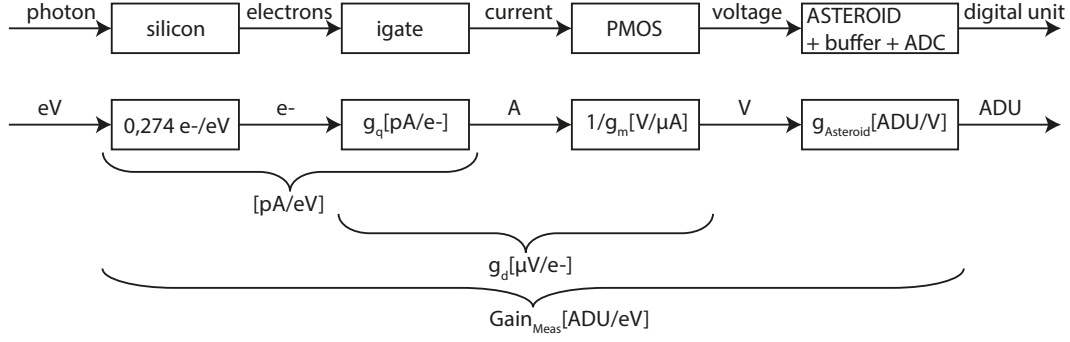 photon silicon electrons igate current PMOS voltage ASTEROID + buffer + ADC digital unit
eV 0,274 e-/eV e- g_q[pA/e-] A 1/g_m[V/μA] V g_Asteroid[ADU/V] ADU
[pA/eV]
g_d[μV/e-]
Gain_Meas[ADU/eV]